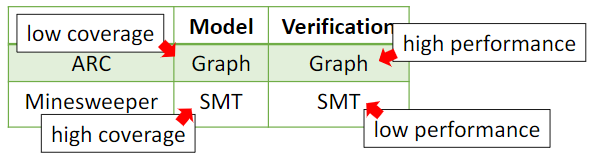 Model Verification
low coverage
high performance
ARC Graph Graph
Minesweeper SMT SMT
high coverage
low performance